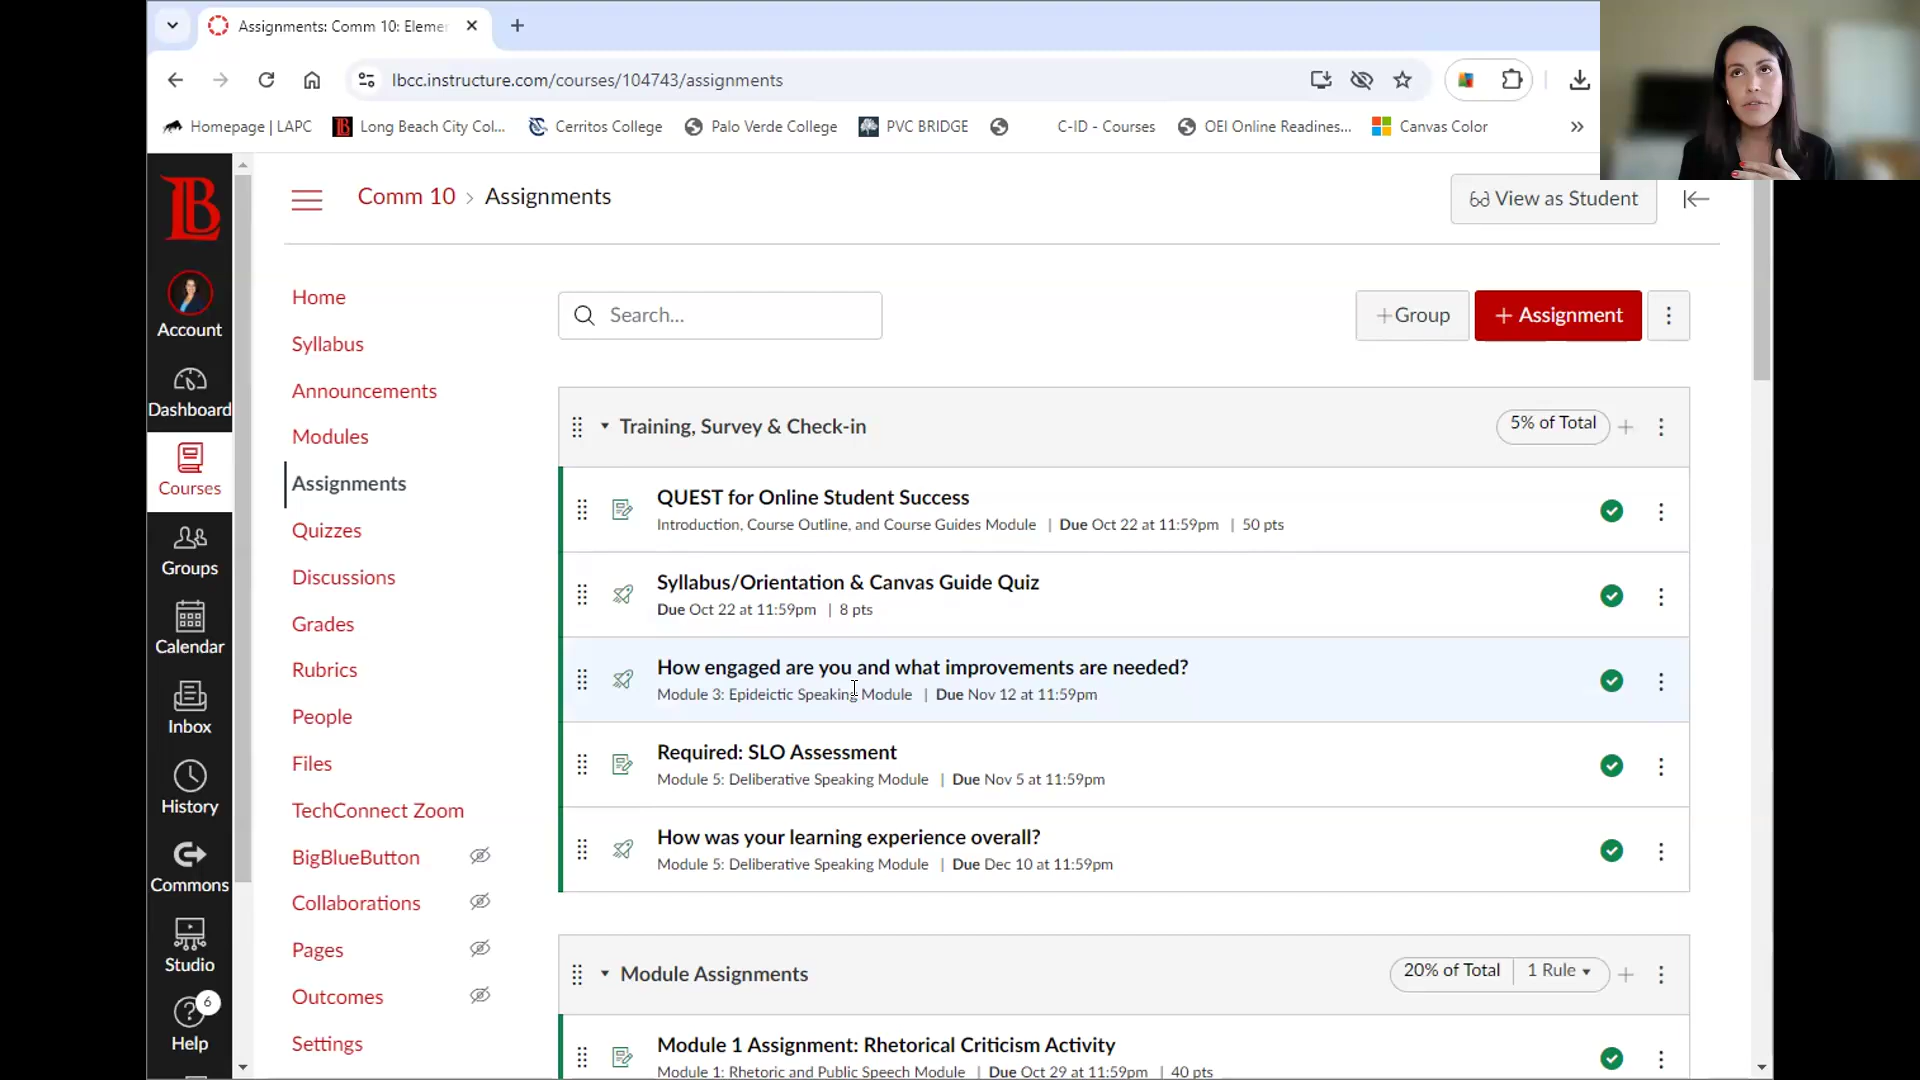 Assignments: Comm 10: Eleme
lbcc.instructure.com/courses/104743/assignments
Homepage | LAPC
Long Beach City Col...
Cerritos College
Palo Verde College
PVC BRIDGE
C-ID - Courses
OEI Online Readines...
Canvas Color
LB
Account
Dashboard
Courses
Groups
Calendar
Inbox
History
Commons
Studio
6
Help
Comm 10 › Assignments
View as Student
Home
Syllabus
Announcements
Modules
Assignments
Quizzes
Discussions
Grades
Rubrics
People
Files
TechConnect Zoom
BigBlueButton
Collaborations
Pages
Outcomes
Settings
Search...
+Group
+ Assignment
Training, Survey & Check-in
5% of Total
QUEST for Online Student Success
Introduction, Course Outline, and Course Guides Module | Due Oct 22 at 11:59pm | 50 pts
Syllabus/Orientation & Canvas Guide Quiz
Due Oct 22 at 11:59pm | 8 pts
How engaged are you and what improvements are needed?
Module 3: Epideictic Speaking Module | Due Nov 12 at 11:59pm
Required: SLO Assessment
Module 5: Deliberative Speaking Module | Due Nov 5 at 11:59pm
How was your learning experience overall?
Module 5: Deliberative Speaking Module | Due Dec 10 at 11:59pm
Module Assignments
20% of Total | 1 Rule
Module 1 Assignment: Rhetorical Criticism Activity
Module 1: Rhetoric and Public Speech Module | Due Oct 29 at 11:59pm | 40 pts